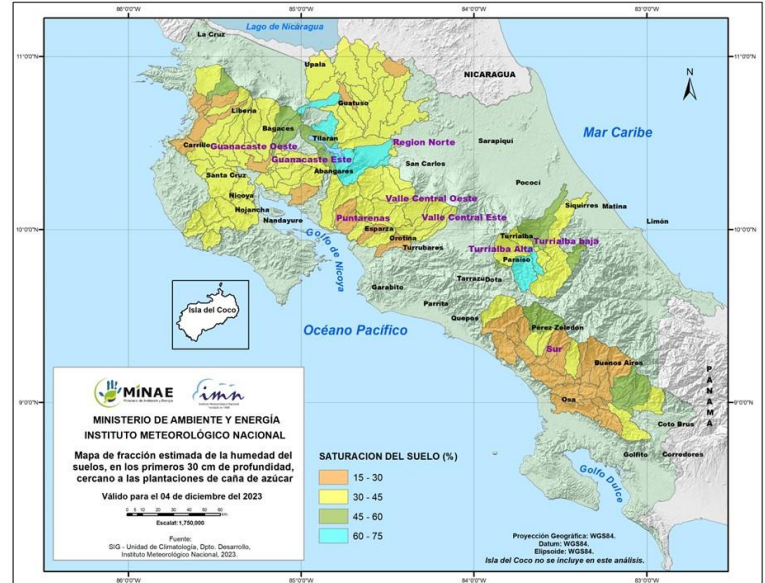 86°0'0"W
85°0'0"W
84°0'0"W
83°0'0"W
Lago de Nicaragua
La Cruz
11°0'0"N
11°0'0"N
Upala
NICARAGUA
N
Guatuso
Liberia
Bagaces
Mar Caribe
Tilarán
Carrillo
Guanacaste Oeste
Region Norte
Sarapiquí
Guanacaste Este
San Carlos
Abangares
Santa Cruz
Pococí
Nicoya
Valle Central Oeste
Siquirres
Matina
Hojancha
Puntarenas
Valle Central Este
Limón
Nandayure
10°0'0"N
10°0'0"N
Esparza
Turrialba
Orotina
Turrialba baja
Turrubares
Turrialba Alta
Golfo de Nicoya
Paraíso
Tarrazú
Dota
Garabito
Isla del Coco
Parrita
Quepos
Océano Pacífico
Pérez Zeledón
Sur
Buenos Aires
PANAMA
Osa
9°0'0"N
9°0'0"N
Coto Brus
Golfito
Corredores
Golfo Dulce
MINAE
Ministerio de Ambiente y Energía
imn
MINISTERIO DE AMBIENTE Y ENERGÍA
INSTITUTO METEOROLÓGICO NACIONAL
Mapa de fracción estimada de la humedad del
suelos, en los primeros 30 cm de profundidad,
cercano a las plantaciones de caña de azúcar
Válido para el 04 de diciembre del 2023
Escala#:1,750,000
Fuente:
SIG - Unidad de Climatología, Dpto. Desarrollo,
Instituto Meteorológico Nacional, 2023.
SATURACION DEL SUELO (%)
15 - 30
30 - 45
45 - 60
60 - 75
Proyección Geográfica: WGS84.
Datum: WGS84.
Elipsoide: WGS84.
Isla del Coco no se incluye en este análisis.
86°0'0"W
85°0'0"W
84°0'0"W
83°0'0"W